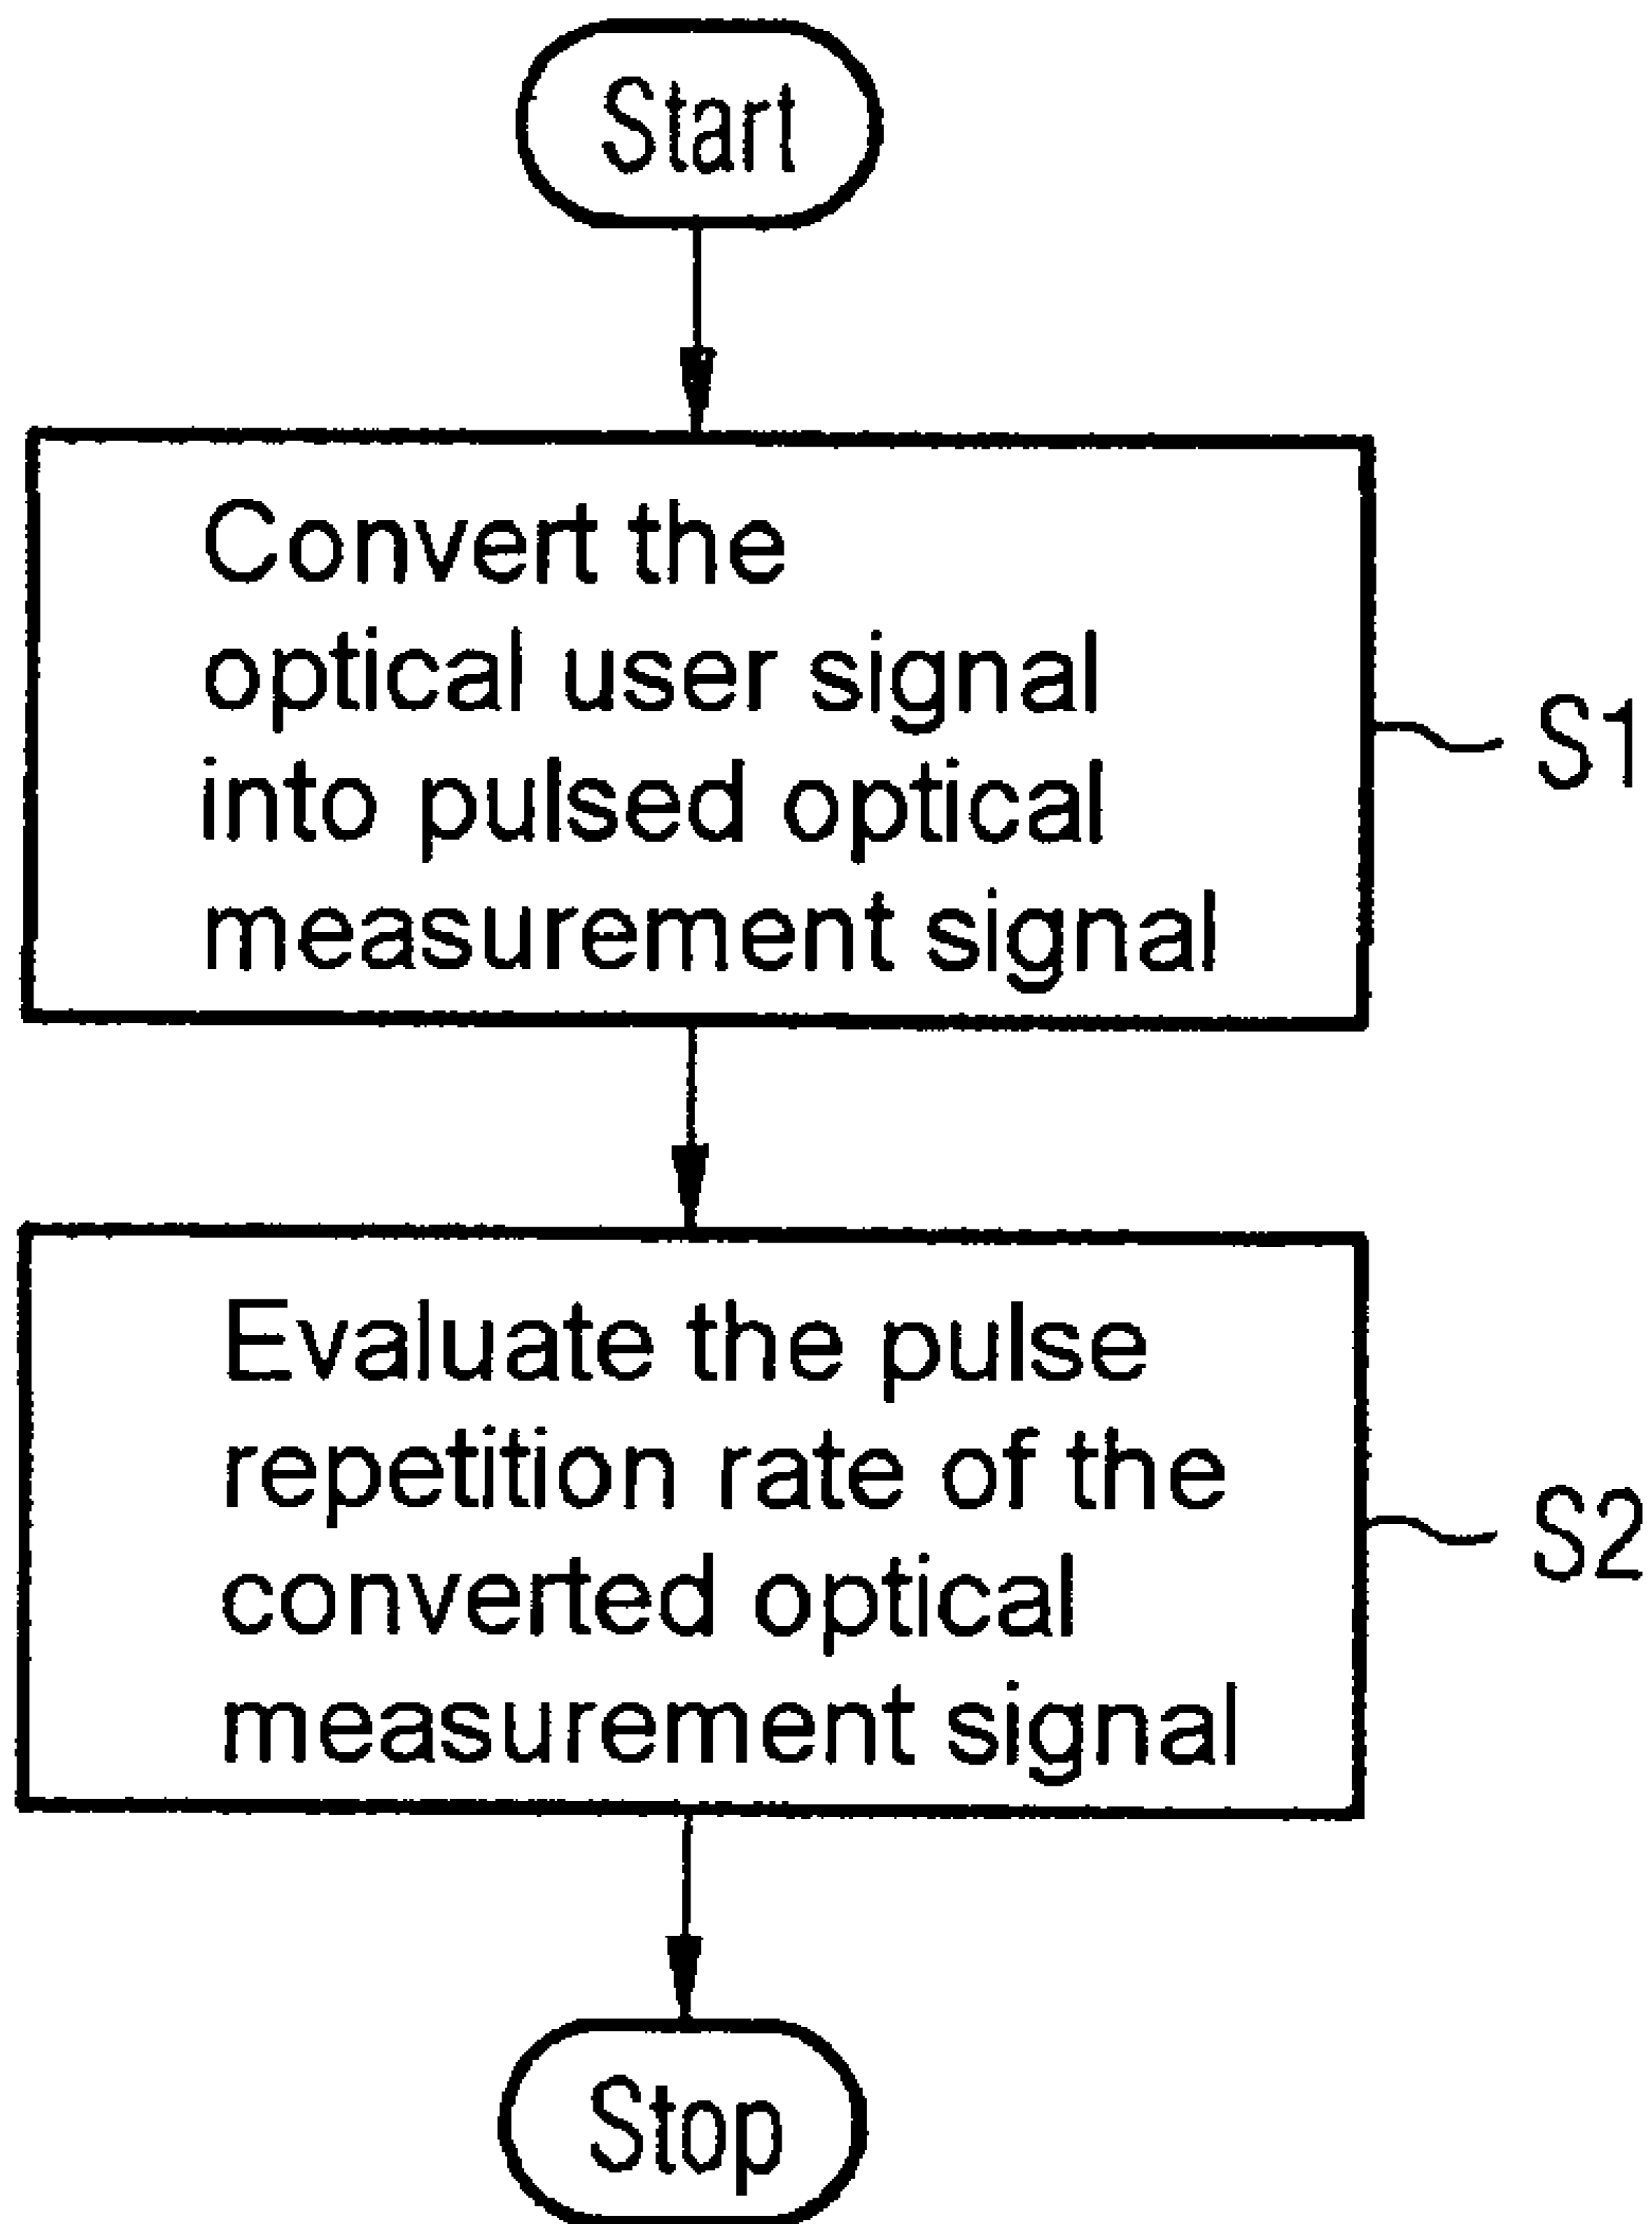 Start
Convert the
optical user signal
into pulsed optical
measurement signal
S1
Evaluate the pulse
repetition rate of the
converted optical
measurement signal
S2
Stop